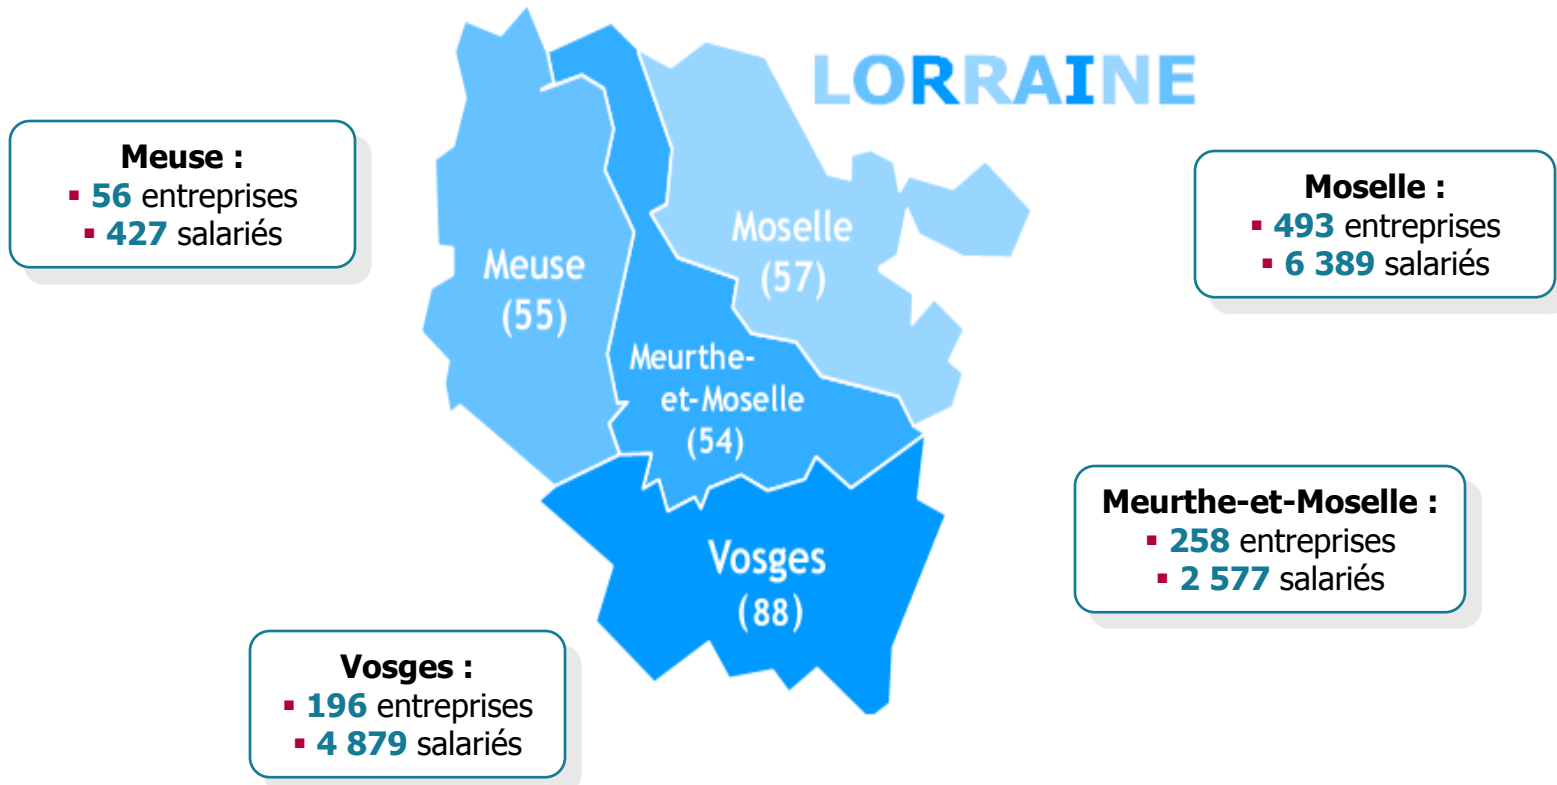 LORRAINE
Meuse :
▪ 56 entreprises
▪ 427 salariés
Moselle :
▪ 493 entreprises
▪ 6 389 salariés
Moselle
(57)
Meuse
(55)
Meurthe-
et-Moselle
(54)
Meurthe-et-Moselle :
▪ 258 entreprises
▪ 2 577 salariés
Vosges
(88)
Vosges :
▪ 196 entreprises
▪ 4 879 salariés